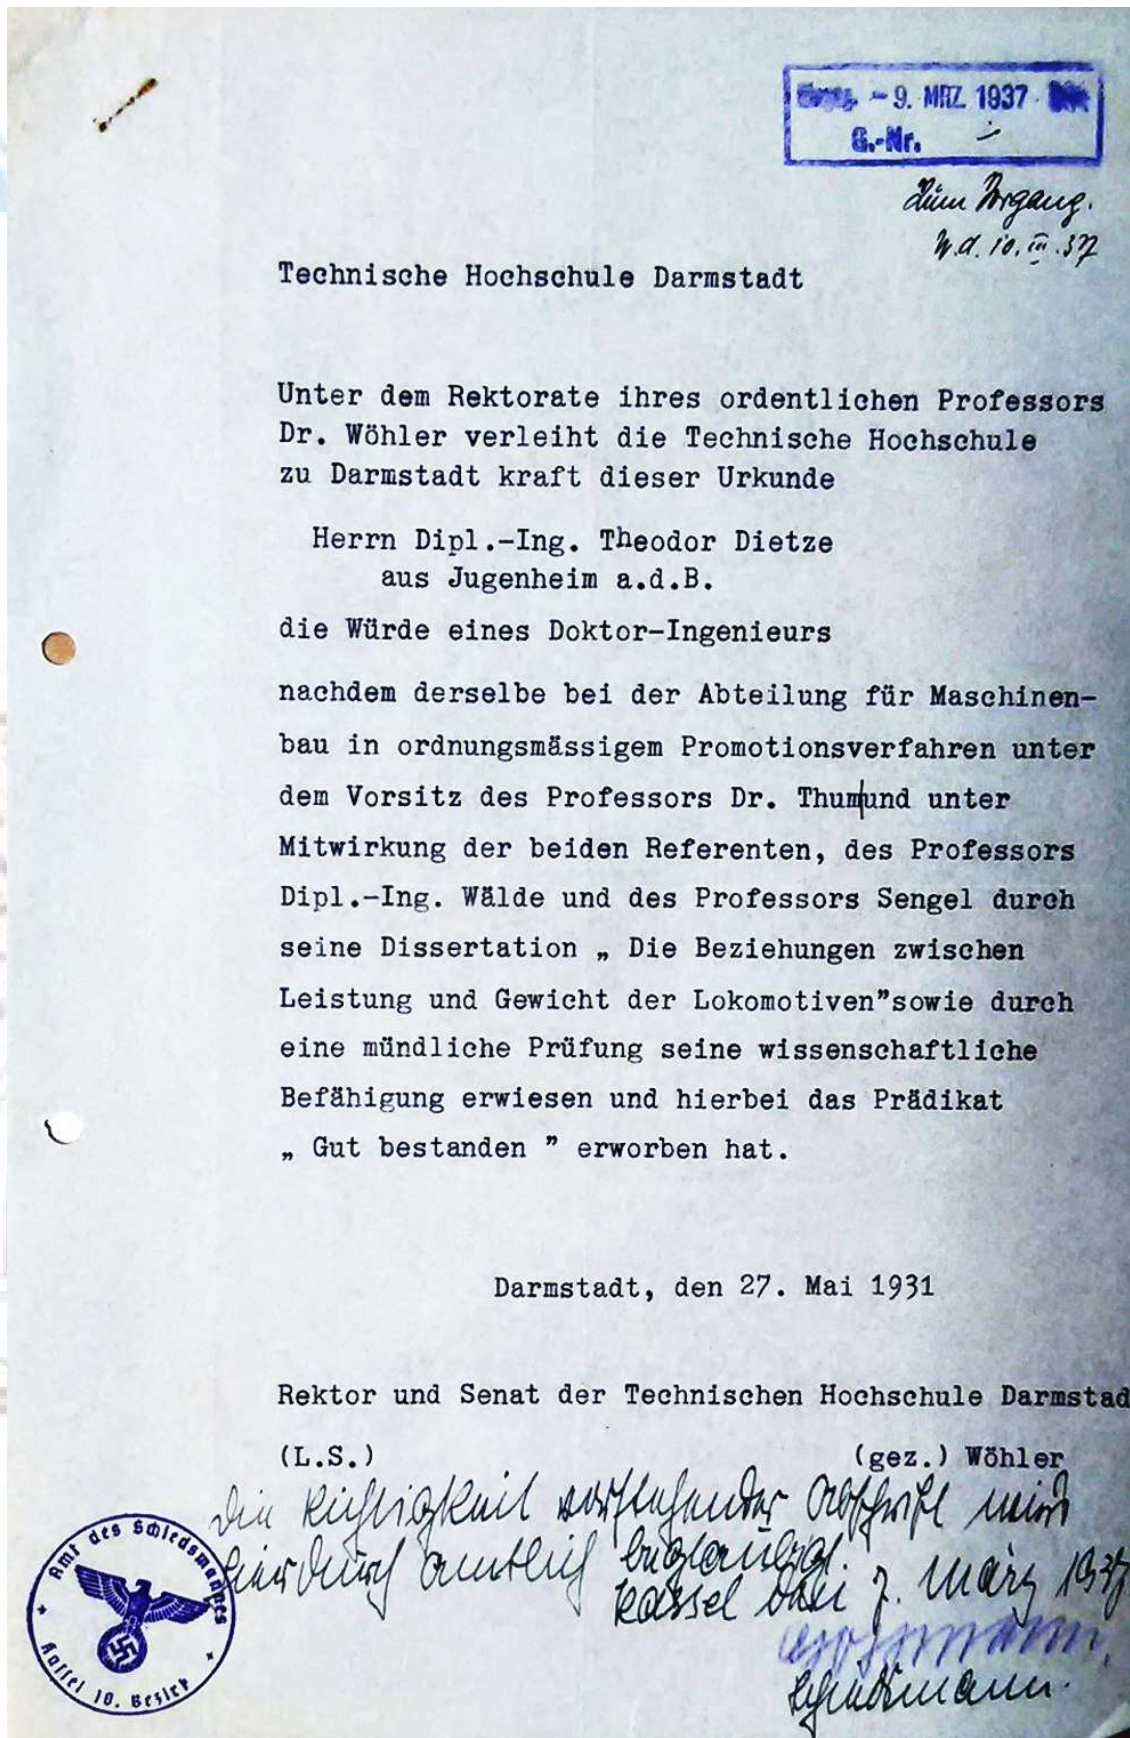 - 9. MRZ. 1937
G.-Nr.
Zum Vorgang.
W.d. 10. III. 37
Technische Hochschule Darmstadt
Unter dem Rektorate ihres ordentlichen Professors
Dr. Wöhler verleiht die Technische Hochschule
zu Darmstadt kraft dieser Urkunde
Herrn Dipl.-Ing. Theodor Dietze
aus Jugenheim a.d.B.
die Würde eines Doktor-Ingenieurs
nachdem derselbe bei der Abteilung für Maschinen-
bau in ordnungsmässigem Promotionsverfahren unter
dem Vorsitz des Professors Dr. Thum|und unter
Mitwirkung der beiden Referenten, des Professors
Dipl.-Ing. Wälde und des Professors Sengel durch
seine Dissertation „ Die Beziehungen zwischen
Leistung und Gewicht der Lokomotiven”sowie durch
eine mündliche Prüfung seine wissenschaftliche
Befähigung erwiesen und hierbei das Prädikat
„ Gut bestanden ” erworben hat.
Darmstadt, den 27. Mai 1931
Rektor und Senat der Technischen Hochschule Darmstad
(L.S.) (gez.) Wöhler
Die Richtigkeit vorstehender Abschrift wird
hierdurch amtlich beglaubigt.
Kassel den 7. März 1937
Schiedsmann.
Amt des Schiedsmannes
Kassel 10. Bezirk